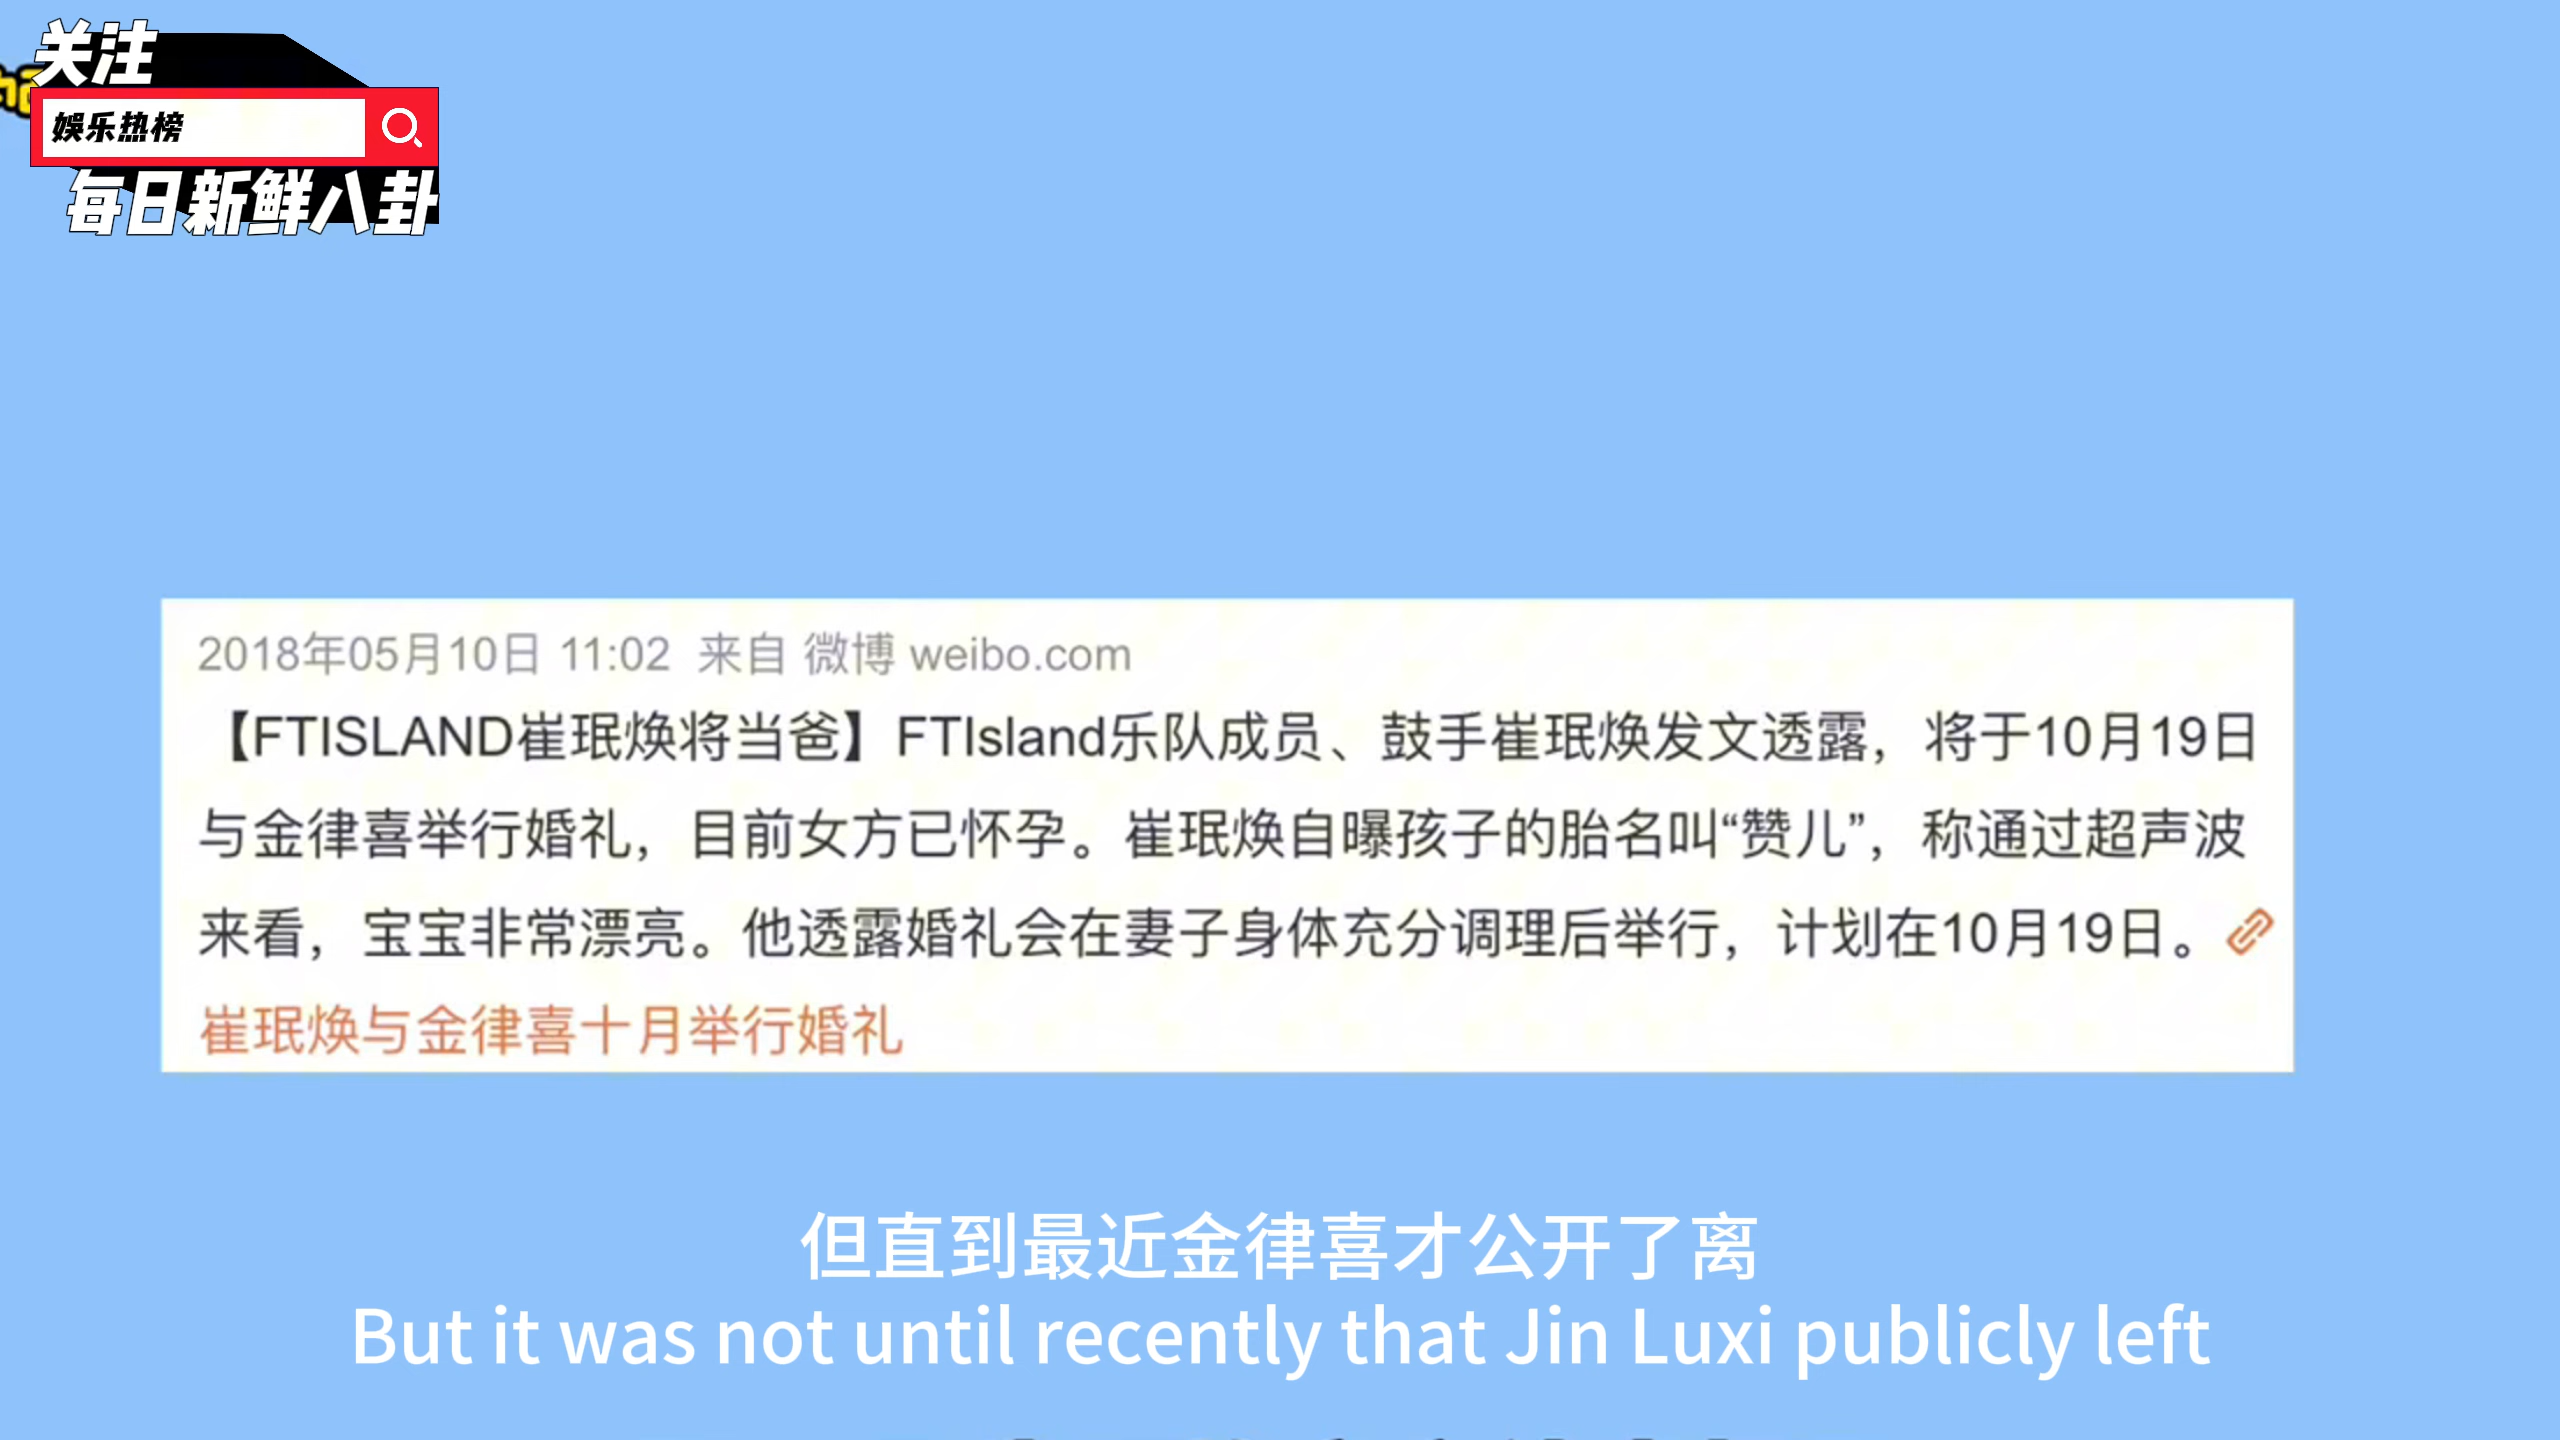 关注
娱乐热榜
每日新鲜八卦
2018年05月10日 11:02 来自 微博 weibo.com
【FTISLAND崔珉焕将当爸】FTIsland乐队成员、鼓手崔珉焕发文透露，将于10月19日
与金律喜举行婚礼，目前女方已怀孕。崔珉焕自曝孩子的胎名叫“赞儿”，称通过超声波
来看，宝宝非常漂亮。他透露婚礼会在妻子身体充分调理后举行，计划在10月19日。
崔珉焕与金律喜十月举行婚礼
但直到最近金律喜才公开了离
But it was not until recently that Jin Luxi publicly left